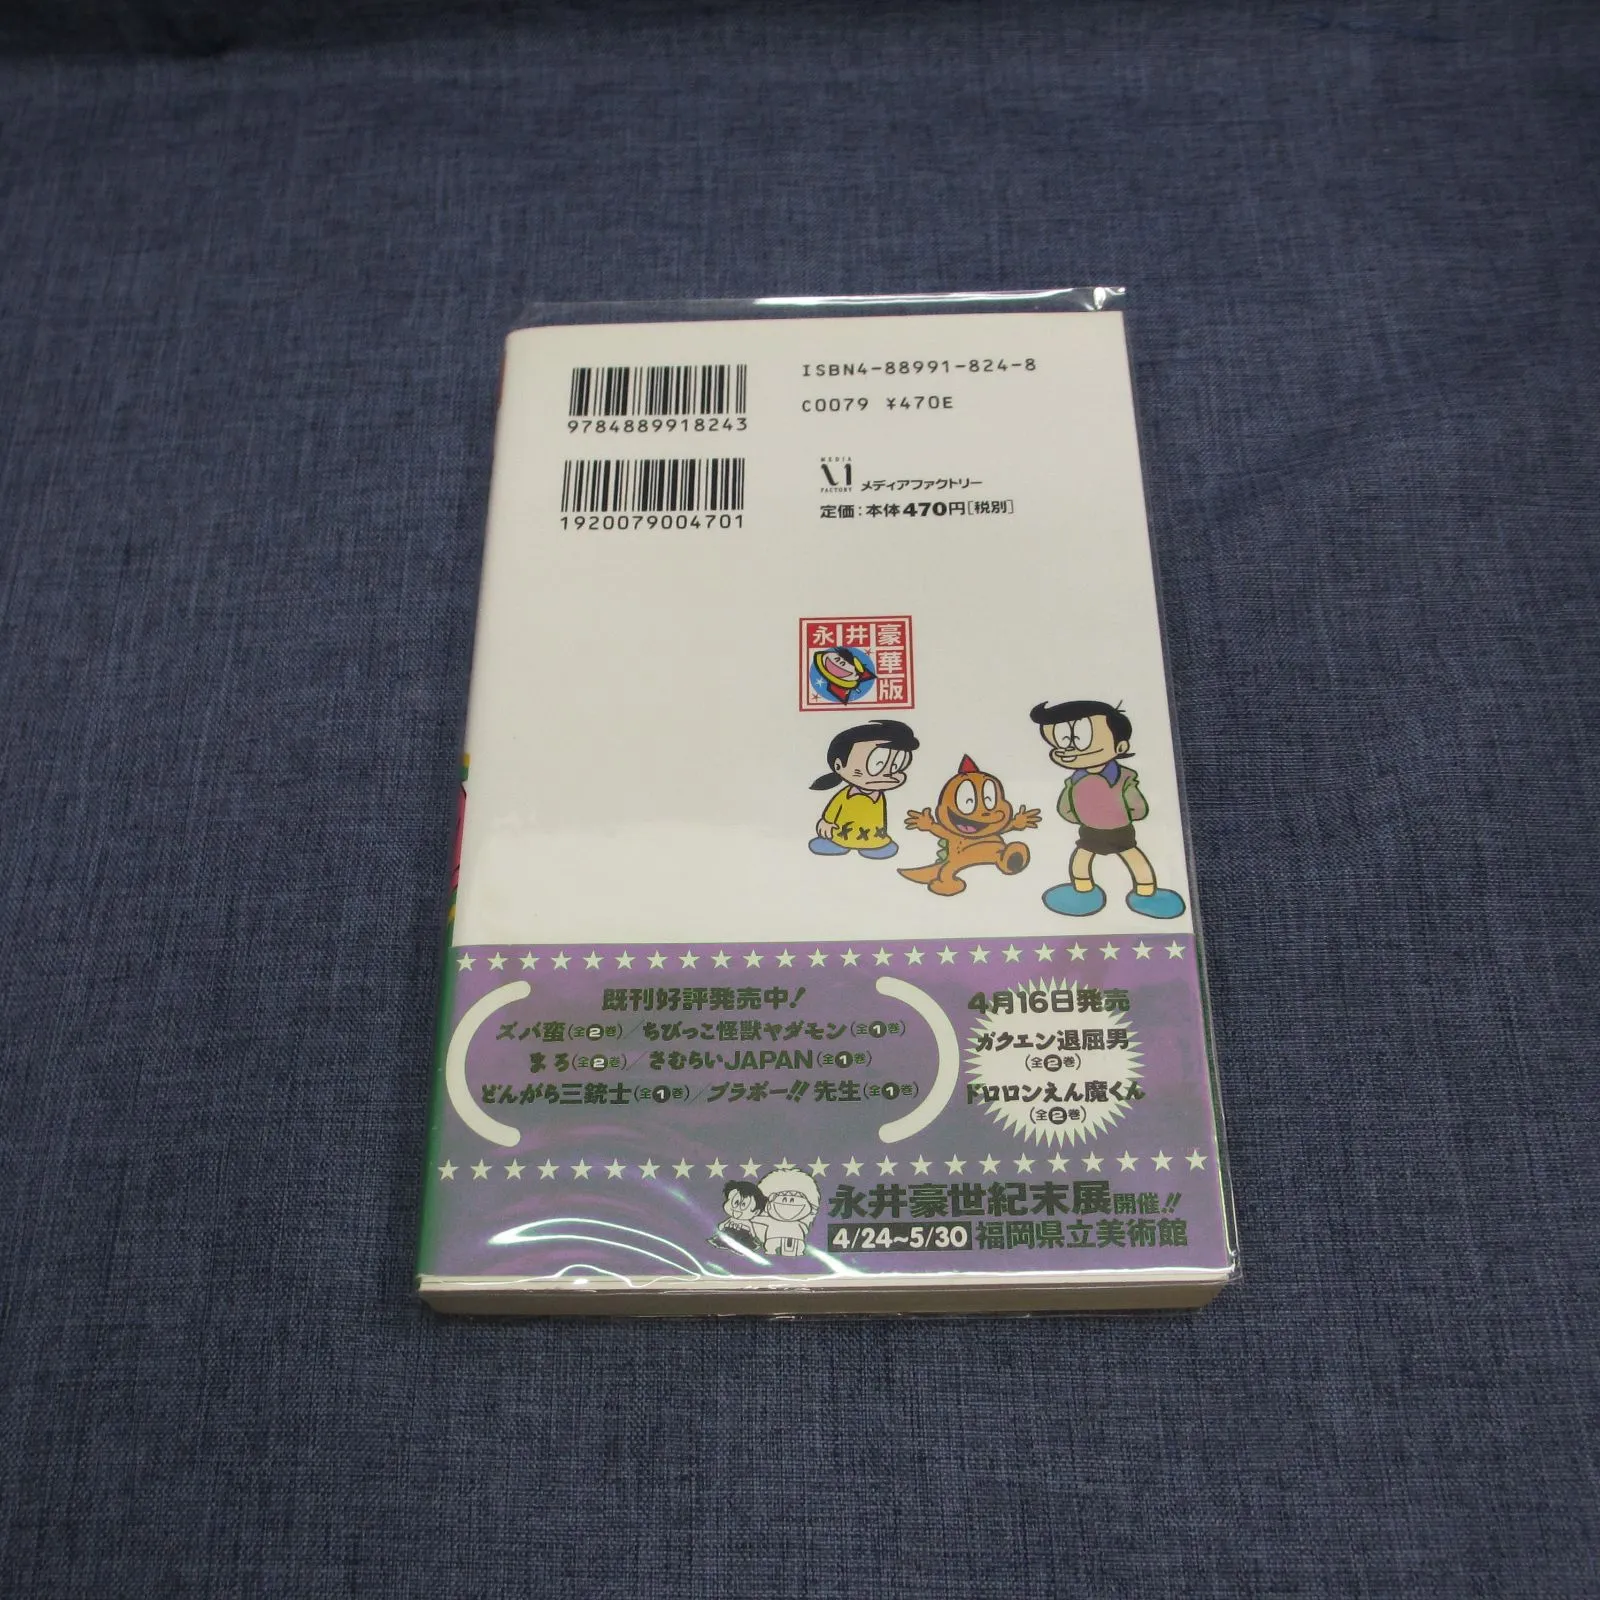 ISBN4-88991-824-8
C0079 ¥470E
9784889918243
1920079004701
MEDIA
FACTORY
メディアファクトリー
定価：本体470円[税別]
永井豪
華
版
既刊好評発売中！
ズバ蛮(全2巻)／ちびっこ怪獣ヤダモン(全1巻)
まろ(全2巻)／さむらいJAPAN(全1巻)
どんがら三銃士(全1巻)／ブラボー!!先生(全1巻)
4月16日発売
ガクエン退屈男
(全2巻)
ドロロンえん魔くん
(全2巻)
永井豪世紀末展開催!!
4/24~5/30 福岡県立美術館